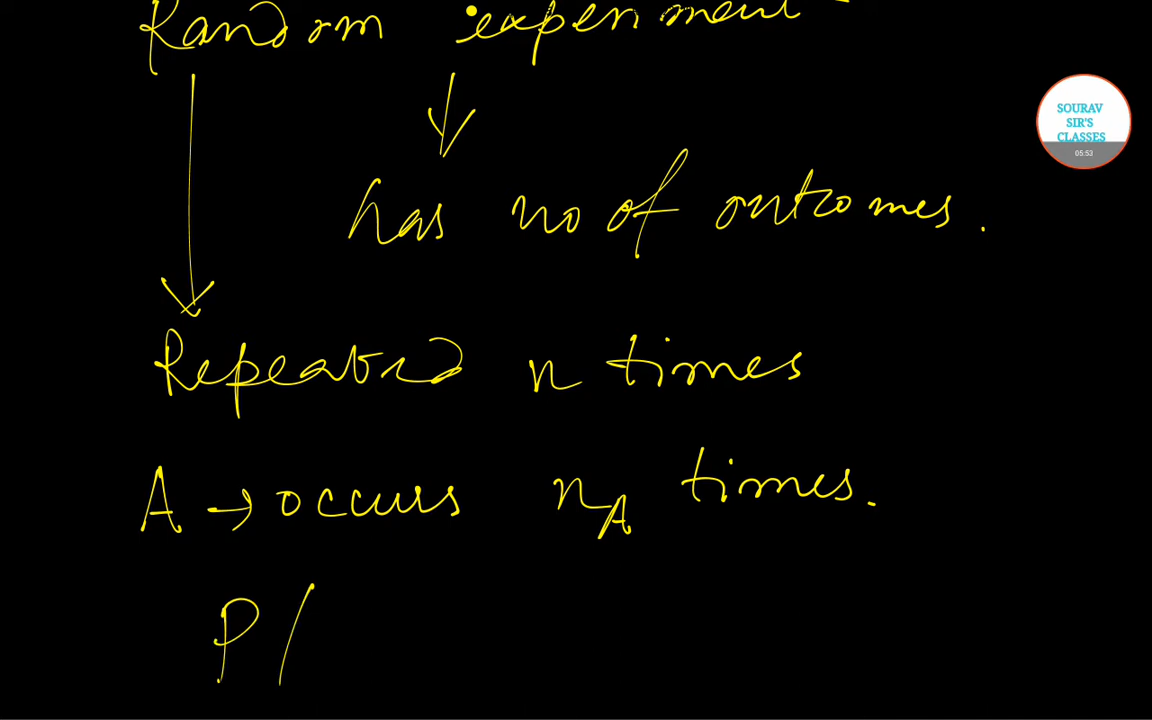 Random experiment
SOURAV
SIR'S
CLASSES
05:53
has no of outcomes.
Repeated n times
A → occurs n_A times.
P(